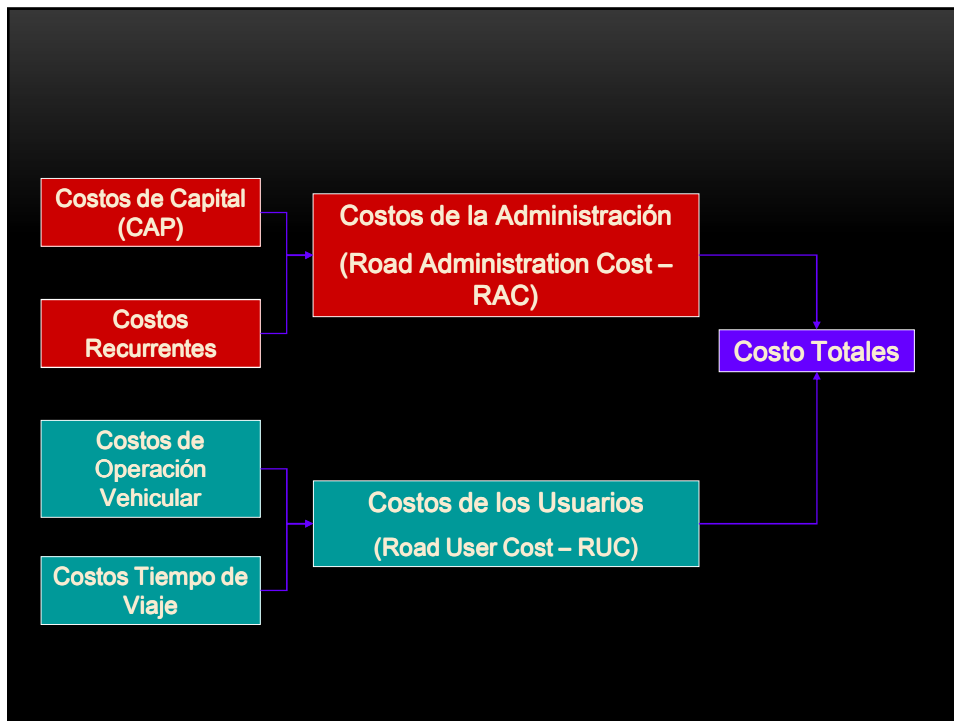 Costos de Capital
(CAP)
Costos
Recurrentes
Costos de la Administración
(Road Administration Cost –
RAC)
Costo Totales
Costos de
Operación
Vehicular
Costos Tiempo de
Viaje
Costos de los Usuarios
(Road User Cost – RUC)